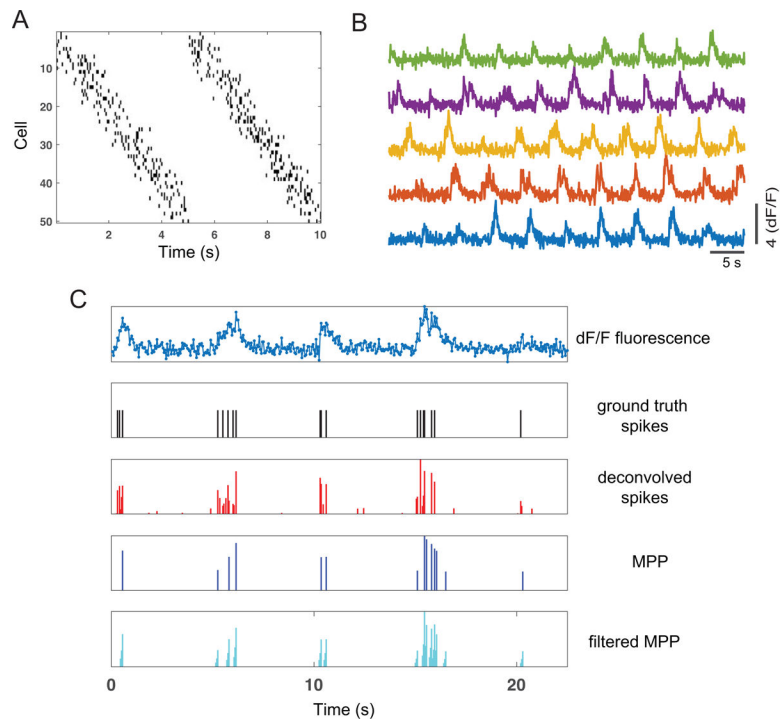 A
Cell
10
20
30
40
50
2
4
6
8
10
Time (s)
B
4 (dF/F)
5 s
C
dF/F fluorescence
ground truth
spikes
deconvolved
spikes
MPP
filtered MPP
0
10
20
Time (s)